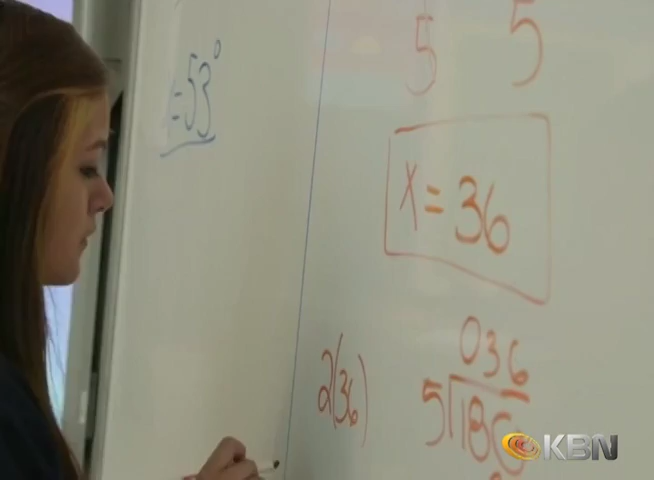 = 53°
5 5
x = 36
036
2(36)
5⟌180
KBN